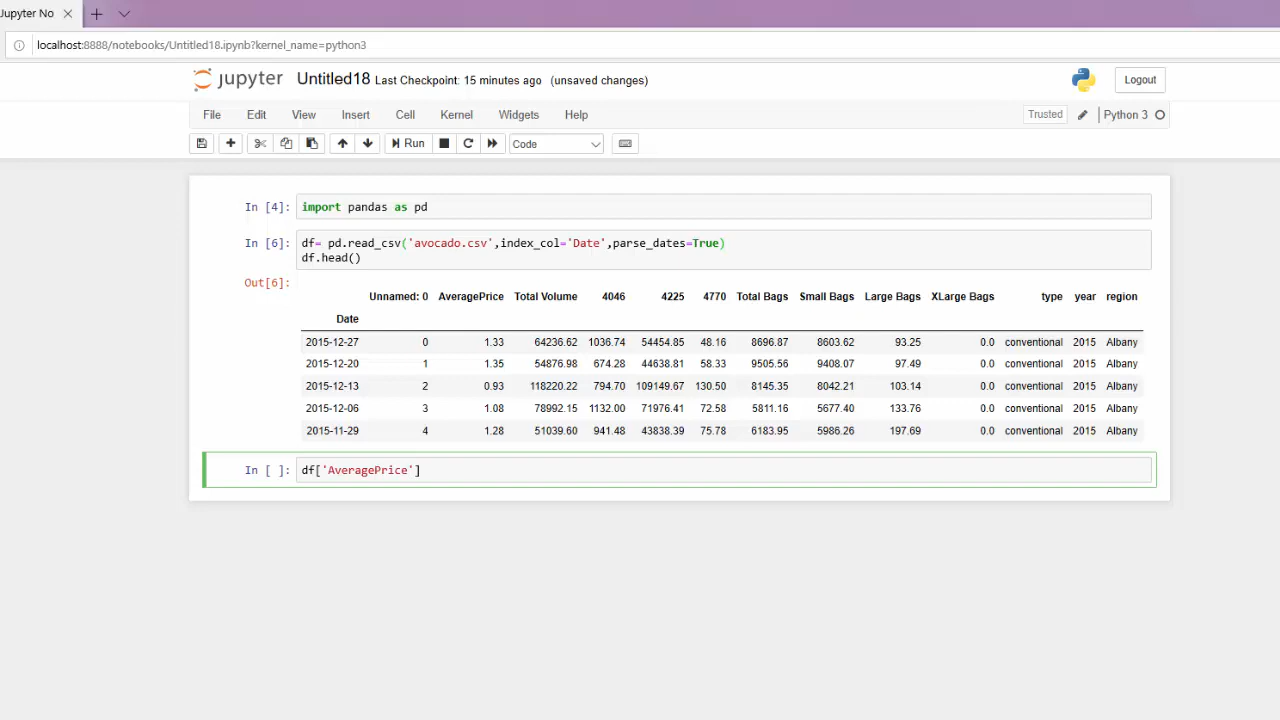 Jupyter No
localhost:8888/notebooks/Untitled18.ipynb?kernel_name=python3
jupyter Untitled18 Last Checkpoint: 15 minutes ago (unsaved changes) Logout
File Edit View Insert Cell Kernel Widgets Help Trusted Python 3
Run Code
In [4]: import pandas as pd
In [6]: df= pd.read_csv('avocado.csv',index_col='Date',parse_dates=True)
df.head()
Out[6]:
Unnamed: 0 AveragePrice Total Volume 4046 4225 4770 Total Bags Small Bags Large Bags XLarge Bags type year region
Date
2015-12-27 0 1.33 64236.62 1036.74 54454.85 48.16 8696.87 8603.62 93.25 0.0 conventional 2015 Albany
2015-12-20 1 1.35 54876.98 674.28 44638.81 58.33 9505.56 9408.07 97.49 0.0 conventional 2015 Albany
2015-12-13 2 0.93 118220.22 794.70 109149.67 130.50 8145.35 8042.21 103.14 0.0 conventional 2015 Albany
2015-12-06 3 1.08 78992.15 1132.00 71976.41 72.58 5811.16 5677.40 133.76 0.0 conventional 2015 Albany
2015-11-29 4 1.28 51039.60 941.48 43838.39 75.78 6183.95 5986.26 197.69 0.0 conventional 2015 Albany
In [ ]: df['AveragePrice']